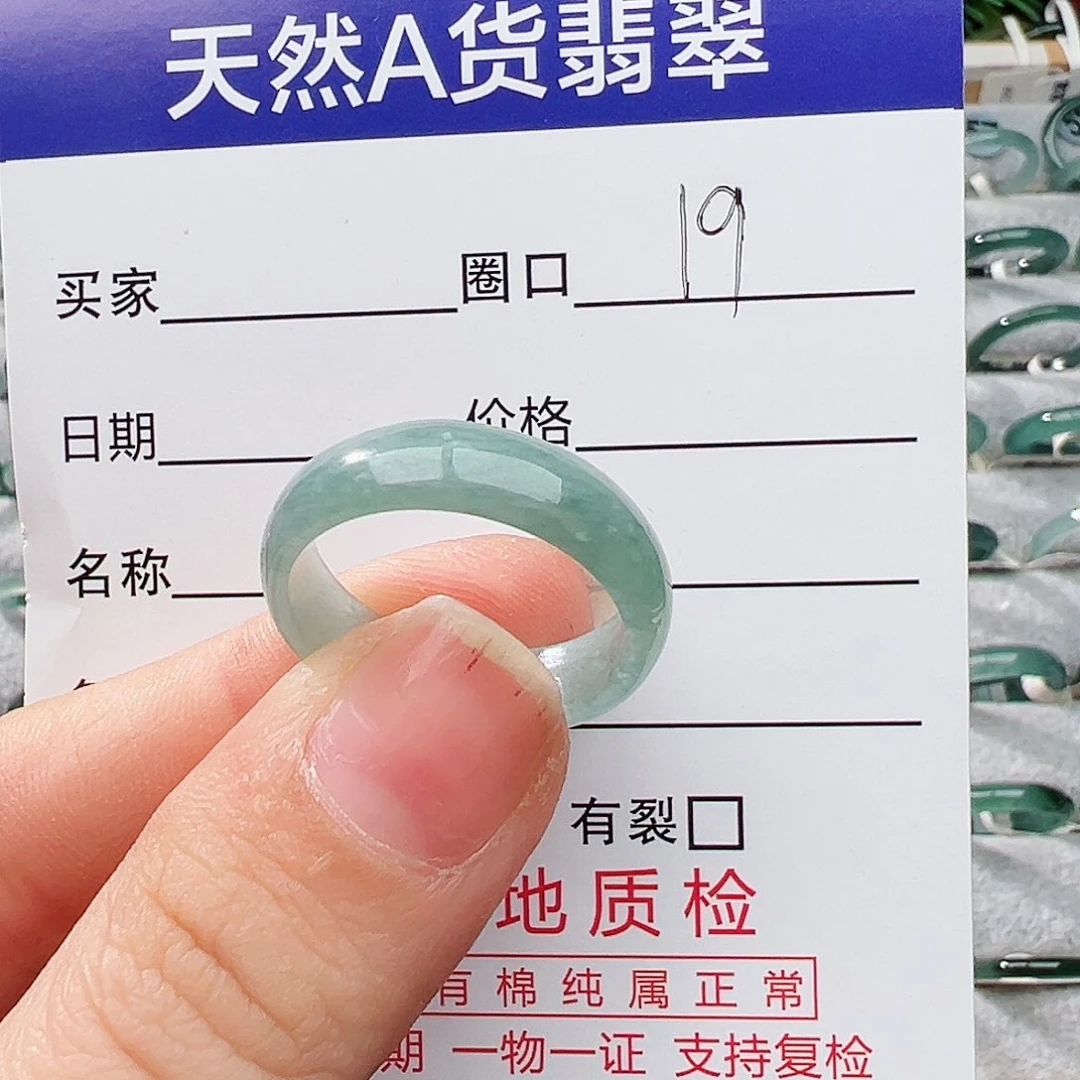 天然A货翡翠
买家 圈口 19
日期 价格
名称
有裂
地质检
有棉纯属正常
期 一物一证 支持复检